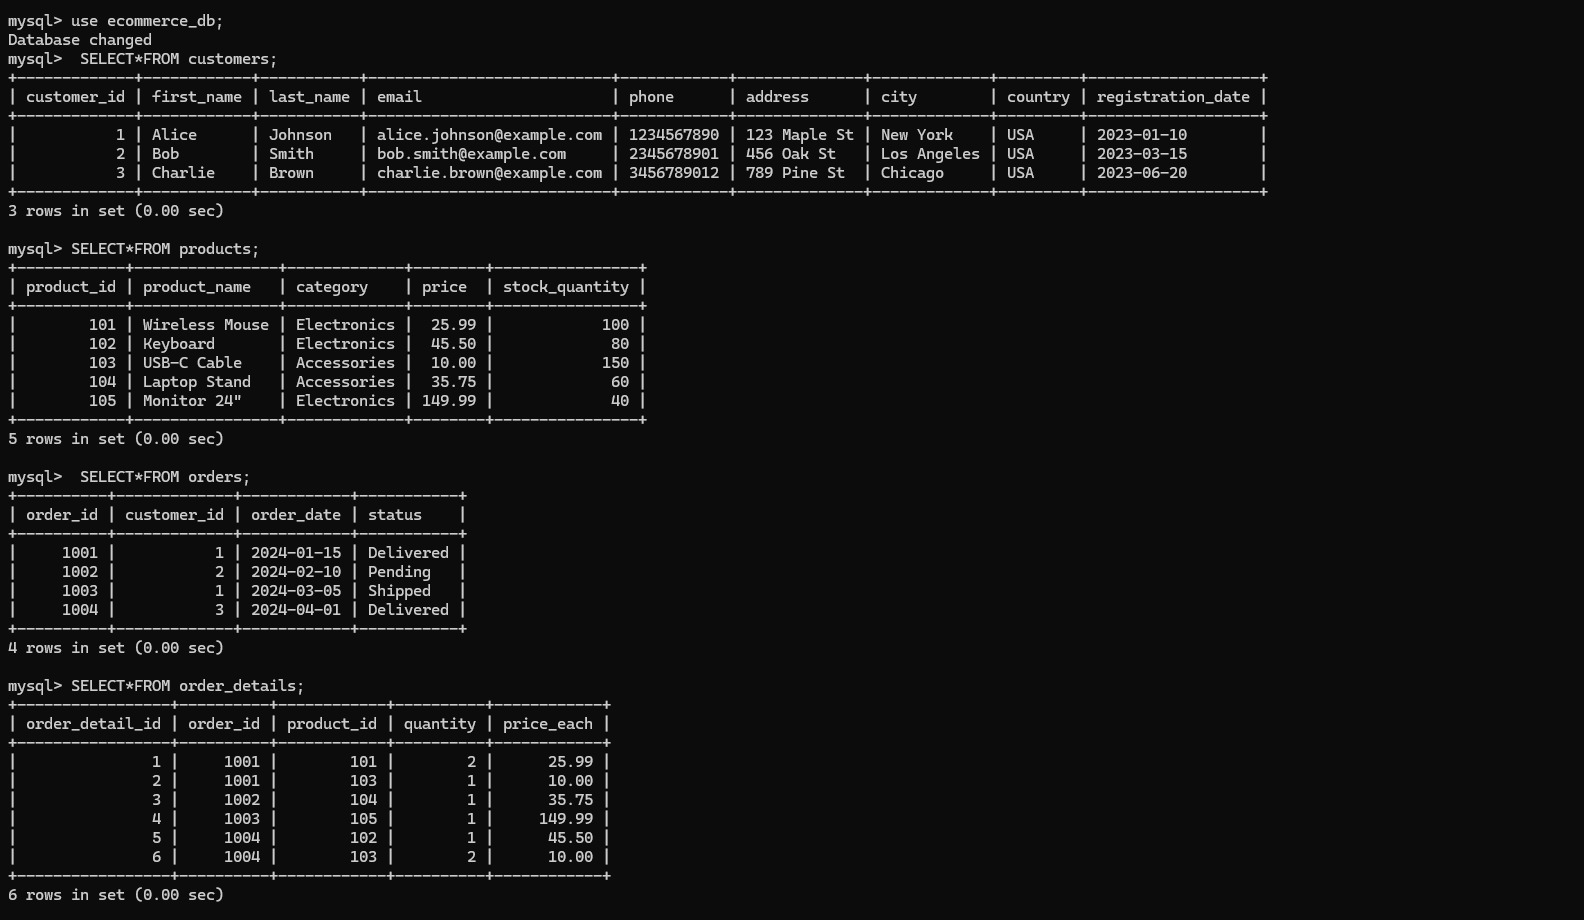 mysql> use ecommerce_db;
Database changed
mysql>  SELECT*FROM customers;
+-------------+------------+-----------+---------------------------+------------+--------------+-------------+---------+-------------------+
| customer_id | first_name | last_name | email                     | phone      | address      | city        | country | registration_date |
+-------------+------------+-----------+---------------------------+------------+--------------+-------------+---------+-------------------+
|           1 | Alice      | Johnson   | alice.johnson@example.com | 1234567890 | 123 Maple St | New York    | USA     | 2023-01-10        |
|           2 | Bob        | Smith     | bob.smith@example.com     | 2345678901 | 456 Oak St   | Los Angeles | USA     | 2023-03-15        |
|           3 | Charlie    | Brown     | charlie.brown@example.com | 3456789012 | 789 Pine St  | Chicago     | USA     | 2023-06-20        |
+-------------+------------+-----------+---------------------------+------------+--------------+-------------+---------+-------------------+
3 rows in set (0.00 sec)

mysql> SELECT*FROM products;
+------------+----------------+-------------+--------+----------------+
| product_id | product_name   | category    | price  | stock_quantity |
+------------+----------------+-------------+--------+----------------+
|        101 | Wireless Mouse | Electronics |  25.99 |            100 |
|        102 | Keyboard       | Electronics |  45.50 |             80 |
|        103 | USB-C Cable    | Accessories |  10.00 |            150 |
|        104 | Laptop Stand   | Accessories |  35.75 |             60 |
|        105 | Monitor 24"    | Electronics | 149.99 |             40 |
+------------+----------------+-------------+--------+----------------+
5 rows in set (0.00 sec)

mysql>  SELECT*FROM orders;
+----------+-------------+------------+-----------+
| order_id | customer_id | order_date | status    |
+----------+-------------+------------+-----------+
|     1001 |           1 | 2024-01-15 | Delivered |
|     1002 |           2 | 2024-02-10 | Pending   |
|     1003 |           1 | 2024-03-05 | Shipped   |
|     1004 |           3 | 2024-04-01 | Delivered |
+----------+-------------+------------+-----------+
4 rows in set (0.00 sec)

mysql> SELECT*FROM order_details;
+-----------------+----------+------------+----------+------------+
| order_detail_id | order_id | product_id | quantity | price_each |
+-----------------+----------+------------+----------+------------+
|               1 |     1001 |        101 |        2 |      25.99 |
|               2 |     1001 |        103 |        1 |      10.00 |
|               3 |     1002 |        104 |        1 |      35.75 |
|               4 |     1003 |        105 |        1 |     149.99 |
|               5 |     1004 |        102 |        1 |      45.50 |
|               6 |     1004 |        103 |        2 |      10.00 |
+-----------------+----------+------------+----------+------------+
6 rows in set (0.00 sec)